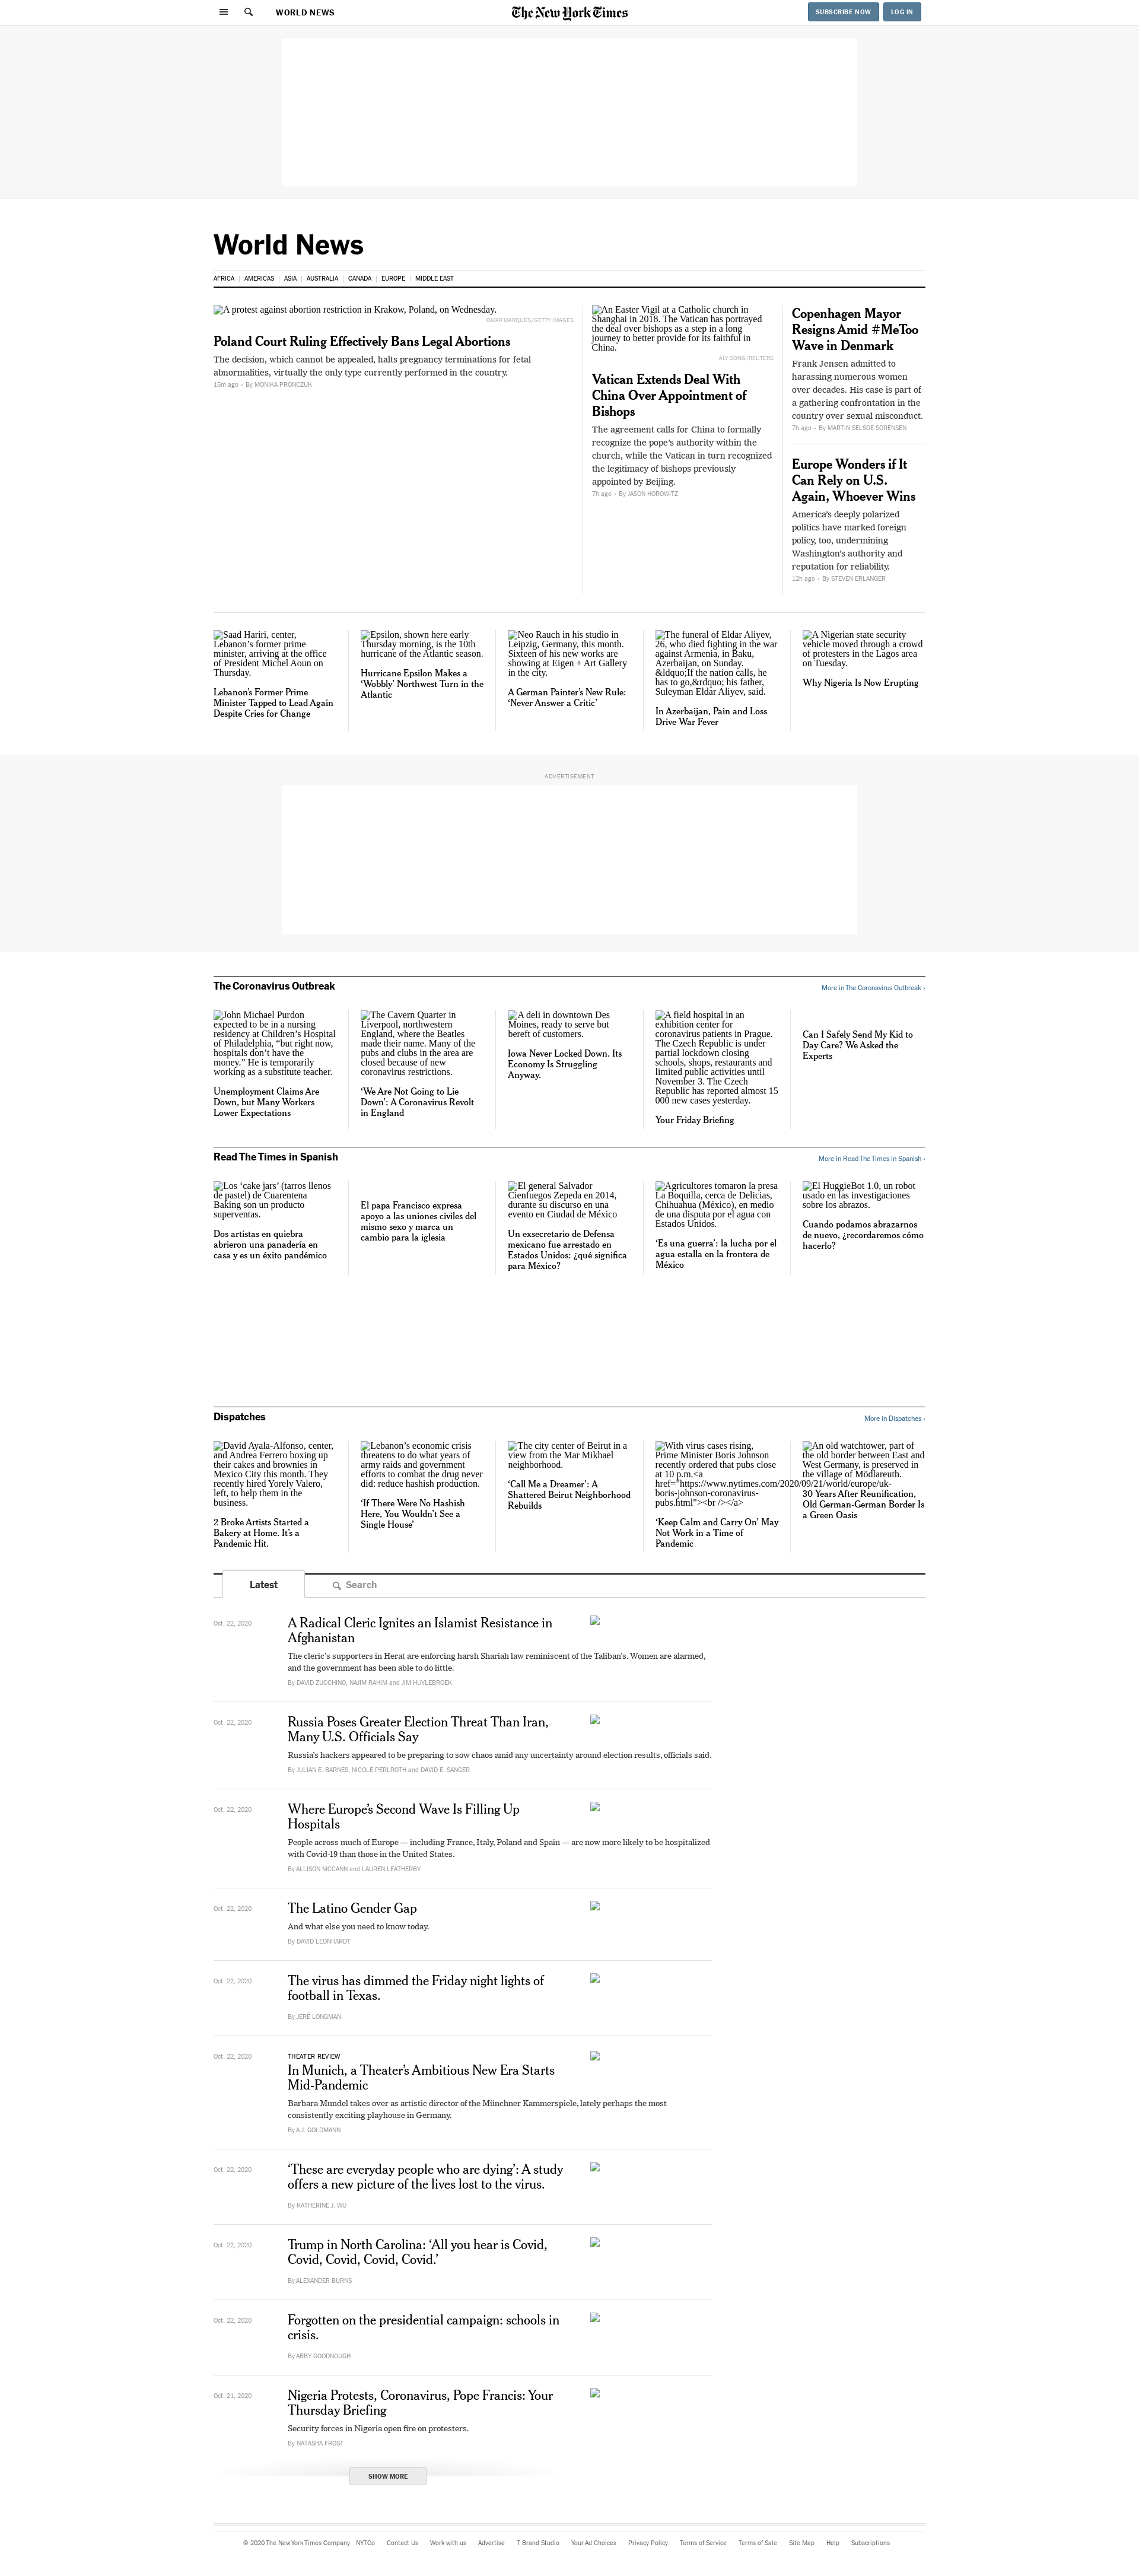 WORLD NEWS
The New York Times
SUBSCRIBE NOW
LOG IN
World News
AFRICA
AMERICAS
ASIA
AUSTRALIA
CANADA
EUROPE
MIDDLE EAST
A protest against abortion restriction in Krakow, Poland, on Wednesday.
OMAR MARQUES/GETTY IMAGES
Poland Court Ruling Effectively Bans Legal Abortions
The decision, which cannot be appealed, halts pregnancy terminations for fetal
abnormalities, virtually the only type currently performed in the country.
15m ago - By MONIKA PRONCZUK
An Easter Vigil at a Catholic church in
Shanghai in 2018. The Vatican has portrayed
the deal over bishops as a step in a long
journey to better provide for its faithful in
China.
ALY SONG/REUTERS
Vatican Extends Deal With
China Over Appointment of
Bishops
The agreement calls for China to formally
recognize the pope’s authority within the
church, while the Vatican in turn recognized
the legitimacy of bishops previously
appointed by Beijing.
7h ago - By JASON HOROWITZ
Copenhagen Mayor
Resigns Amid #MeToo
Wave in Denmark
Frank Jensen admitted to
harassing numerous women
over decades. His case is part of
a gathering confrontation in the
country over sexual misconduct.
7h ago - By MARTIN SELSOE SORENSEN
Europe Wonders if It
Can Rely on U.S.
Again, Whoever Wins
America’s deeply polarized
politics have marked foreign
policy, too, undermining
Washington’s authority and
reputation for reliability.
12h ago - By STEVEN ERLANGER
Saad Hariri, center,
Lebanon’s former prime
minister, arriving at the office
of President Michel Aoun on
Thursday.
Lebanon’s Former Prime
Minister Tapped to Lead Again
Despite Cries for Change
Epsilon, shown here early
Thursday morning, is the 10th
hurricane of the Atlantic season.
Hurricane Epsilon Makes a
‘Wobbly’ Northwest Turn in the
Atlantic
Neo Rauch in his studio in
Leipzig, Germany, this month.
Sixteen of his new works are
showing at Eigen + Art Gallery
in the city.
A German Painter’s New Rule:
‘Never Answer a Critic’
The funeral of Eldar Aliyev,
26, who died fighting in the war
against Armenia, in Baku,
Azerbaijan, on Sunday.
&ldquo;If the nation calls, he
has to go,&rdquo; his father,
Suleyman Eldar Aliyev, said.
In Azerbaijan, Pain and Loss
Drive War Fever
A Nigerian state security
vehicle moved through a crowd
of protesters in the Lagos area
on Tuesday.
Why Nigeria Is Now Erupting
ADVERTISEMENT
The Coronavirus Outbreak
More in The Coronavirus Outbreak ›
John Michael Purdon
expected to be in a nursing
residency at Children’s Hospital
of Philadelphia, “but right now,
hospitals don’t have the
money.” He is temporarily
working as a substitute teacher.
Unemployment Claims Are
Down, but Many Workers
Lower Expectations
The Cavern Quarter in
Liverpool, northwestern
England, where the Beatles
made their name. Many of the
pubs and clubs in the area are
closed because of new
coronavirus restrictions.
‘We Are Not Going to Lie
Down’: A Coronavirus Revolt
in England
A deli in downtown Des
Moines, ready to serve but
bereft of customers.
Iowa Never Locked Down. Its
Economy Is Struggling
Anyway.
A field hospital in an
exhibition center for
coronavirus patients in Prague.
The Czech Republic is under
partial lockdown closing
schools, shops, restaurants and
limited public activities until
November 3. The Czech
Republic has reported almost 15
000 new cases yesterday.
Your Friday Briefing
Can I Safely Send My Kid to
Day Care? We Asked the
Experts
Read The Times in Spanish
More in Read The Times in Spanish ›
Los ‘cake jars’ (tarros llenos
de pastel) de Cuarentena
Baking son un producto
superventas.
Dos artistas en quiebra
abrieron una panadería en
casa y es un éxito pandémico
El papa Francisco expresa
apoyo a las uniones civiles del
mismo sexo y marca un
cambio para la iglesia
El general Salvador
Cienfuegos Zepeda en 2014,
durante su discurso en una
evento en Ciudad de México
Un exsecretario de Defensa
mexicano fue arrestado en
Estados Unidos: ¿qué significa
para México?
Agricultores tomaron la presa
La Boquilla, cerca de Delicias,
Chihuahua (México), en medio
de una disputa por el agua con
Estados Unidos.
‘Es una guerra’: la lucha por el
agua estalla en la frontera de
México
El HuggieBot 1.0, un robot
usado en las investigaciones
sobre los abrazos.
Cuando podamos abrazarnos
de nuevo, ¿recordaremos cómo
hacerlo?
Dispatches
More in Dispatches ›
David Ayala-Alfonso, center,
and Andrea Ferrero boxing up
their cakes and brownies in
Mexico City this month. They
recently hired Yorely Valero,
left, to help them in the
business.
2 Broke Artists Started a
Bakery at Home. It’s a
Pandemic Hit.
Lebanon’s economic crisis
threatens to do what years of
army raids and government
efforts to combat the drug never
did: reduce hashish production.
‘If There Were No Hashish
Here, You Wouldn’t See a
Single House’
The city center of Beirut in a
view from the Mar Mikhael
neighborhood.
‘Call Me a Dreamer’: A
Shattered Beirut Neighborhood
Rebuilds
With virus cases rising,
Prime Minister Boris Johnson
recently ordered that pubs close
at 10 p.m.<a
href="https://www.nytimes.com/2020/09/21/world/europe/uk-
boris-johnson-coronavirus-
pubs.html"><br /></a>
‘Keep Calm and Carry On’ May
Not Work in a Time of
Pandemic
An old watchtower, part of
the old border between East and
West Germany, is preserved in
the village of Mödlareuth.
30 Years After Reunification,
Old German-German Border Is
a Green Oasis
Latest
Search
Oct. 22, 2020
A Radical Cleric Ignites an Islamist Resistance in
Afghanistan
The cleric’s supporters in Herat are enforcing harsh Shariah law reminiscent of the Taliban’s. Women are alarmed,
and the government has been able to do little.
By DAVID ZUCCHINO, NAJIM RAHIM and JIM HUYLEBROEK
Oct. 22, 2020
Russia Poses Greater Election Threat Than Iran,
Many U.S. Officials Say
Russia’s hackers appeared to be preparing to sow chaos amid any uncertainty around election results, officials said.
By JULIAN E. BARNES, NICOLE PERLROTH and DAVID E. SANGER
Oct. 22, 2020
Where Europe’s Second Wave Is Filling Up
Hospitals
People across much of Europe — including France, Italy, Poland and Spain — are now more likely to be hospitalized
with Covid-19 than those in the United States.
By ALLISON MCCANN and LAUREN LEATHERBY
Oct. 22, 2020
The Latino Gender Gap
And what else you need to know today.
By DAVID LEONHARDT
Oct. 22, 2020
The virus has dimmed the Friday night lights of
football in Texas.
By JERÉ LONGMAN
Oct. 22, 2020
THEATER REVIEW
In Munich, a Theater’s Ambitious New Era Starts
Mid-Pandemic
Barbara Mundel takes over as artistic director of the Münchner Kammerspiele, lately perhaps the most
consistently exciting playhouse in Germany.
By A.J. GOLDMANN
Oct. 22, 2020
‘These are everyday people who are dying’: A study
offers a new picture of the lives lost to the virus.
By KATHERINE J. WU
Oct. 22, 2020
Trump in North Carolina: ‘All you hear is Covid,
Covid, Covid, Covid, Covid.’
By ALEXANDER BURNS
Oct. 22, 2020
Forgotten on the presidential campaign: schools in
crisis.
By ABBY GOODNOUGH
Oct. 21, 2020
Nigeria Protests, Coronavirus, Pope Francis: Your
Thursday Briefing
Security forces in Nigeria open fire on protesters.
By NATASHA FROST
SHOW MORE
© 2020 The New York Times Company
NYTCo
Contact Us
Work with us
Advertise
T Brand Studio
Your Ad Choices
Privacy Policy
Terms of Service
Terms of Sale
Site Map
Help
Subscriptions